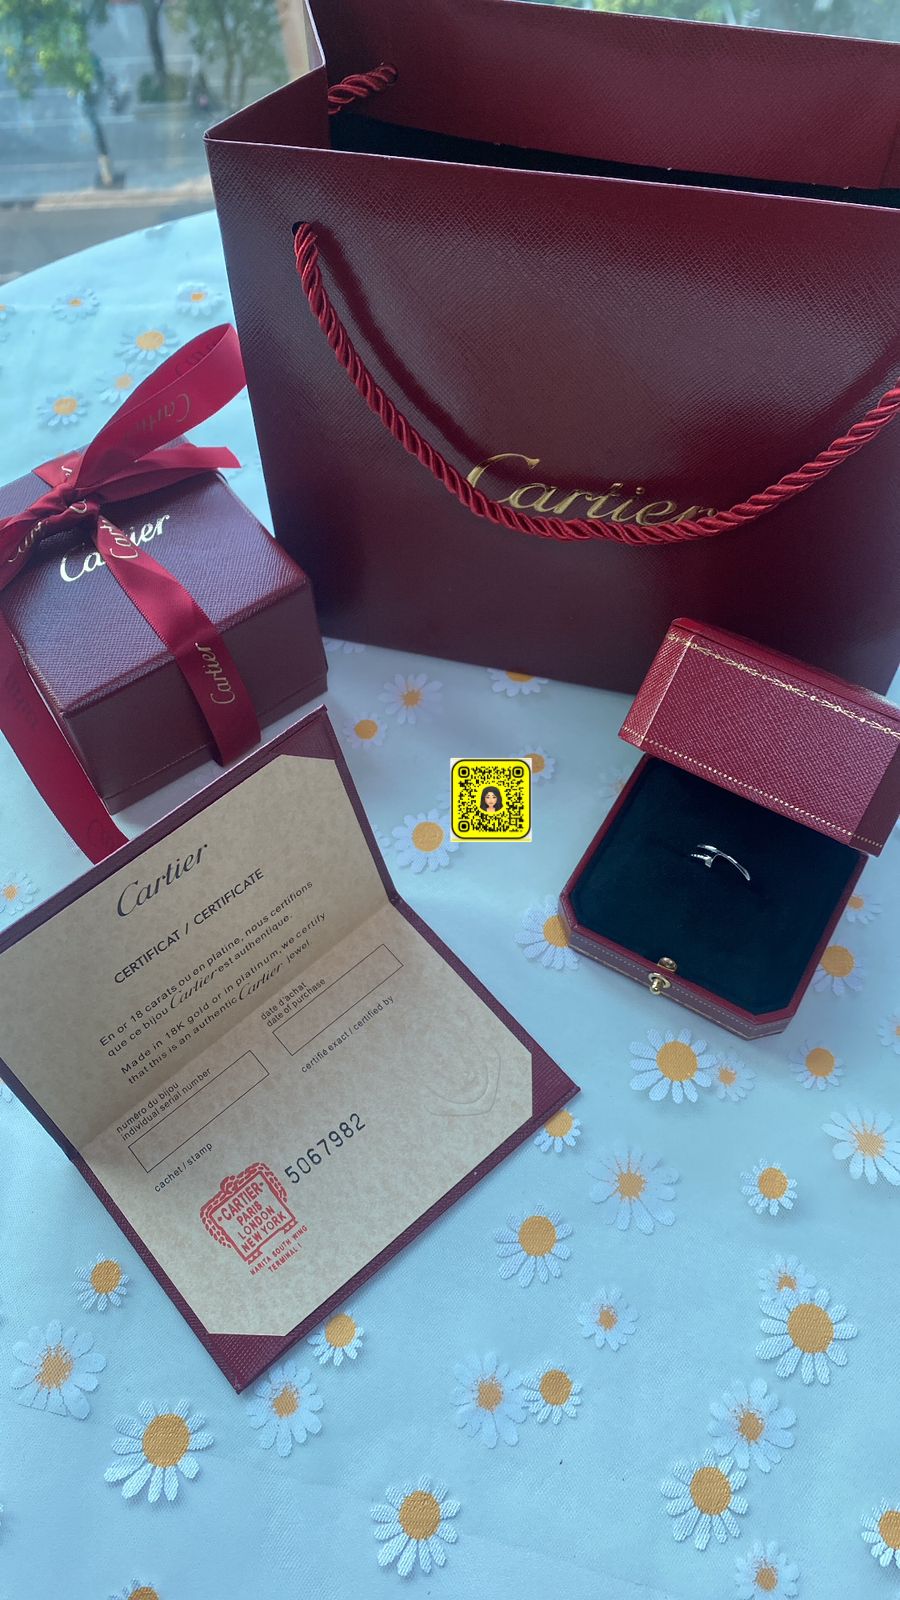 Cartier
Cartier
Cartier
Cartier
Cartier
Cartier
CERTIFICAT / CERTIFICATE
En or 18 carats ou en platine, nous certifions
que ce bijou Cartier est authentique.
Made in 18K gold or in platinum, we certify
that this is an authentic Cartier jewel
numéro du bijou
individual serial number
date d'achat
date of purchase
cachet / stamp
certifié exact / certified by
5067982
CARTIER
PARIS
LONDON
NEW YORK
NARITA SOUTH WING
TERMINAL 1